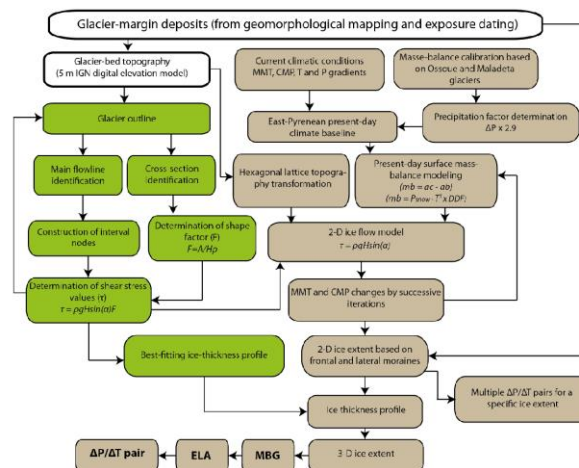 Glacier-margin deposits (from geomorphological mapping and exposure dating)
Glacier-bed topography
(5 m IGN digital elevation model)
Current climatic conditions
MMT, CMP, T and P gradients
Masse-balance calibration based
on Ossoue and Maladeta
glaciers
Glacier outline
East-Pyrenean present-day
climate baseline
Precipitation factor determination
ΔP x 2.9
Main flowline
identification
Cross section
identification
Hexagonal lattice topogra-
phy transformation
Present-day surface mass-
balance modeling
(mb = ac - ab)
Construction of interval
nodes
Determination of shape
factor (F)
2-D ice flow model
τ = ρgHsin(α)
Determination of shear stress
values (τ)
τ = ρgHsin(α)F
MMT and CMP changes by successive
iterations
Best-fitting ice-thickness profile
2-D ice extent based on
frontal and lateral moraines
Multiple ΔP/ΔT pairs for
a specific ice extent
Ice thickness profile
ΔP/ΔT pair
ELA
MBG
3-D ice extent